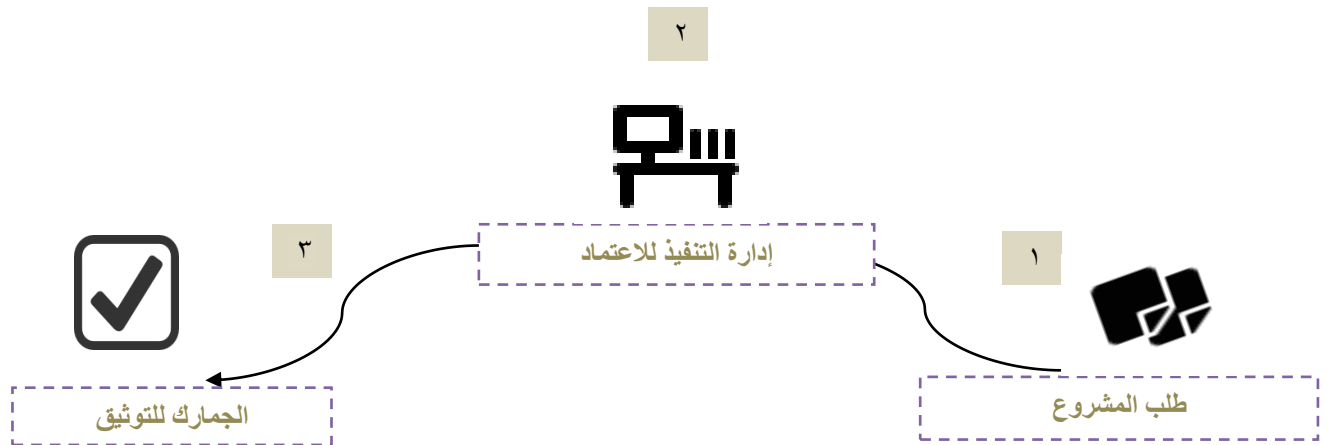 ٢
١
٣
إدارة التنفيذ للاعتماد
طلب المشروع
الجمارك للتوثيق